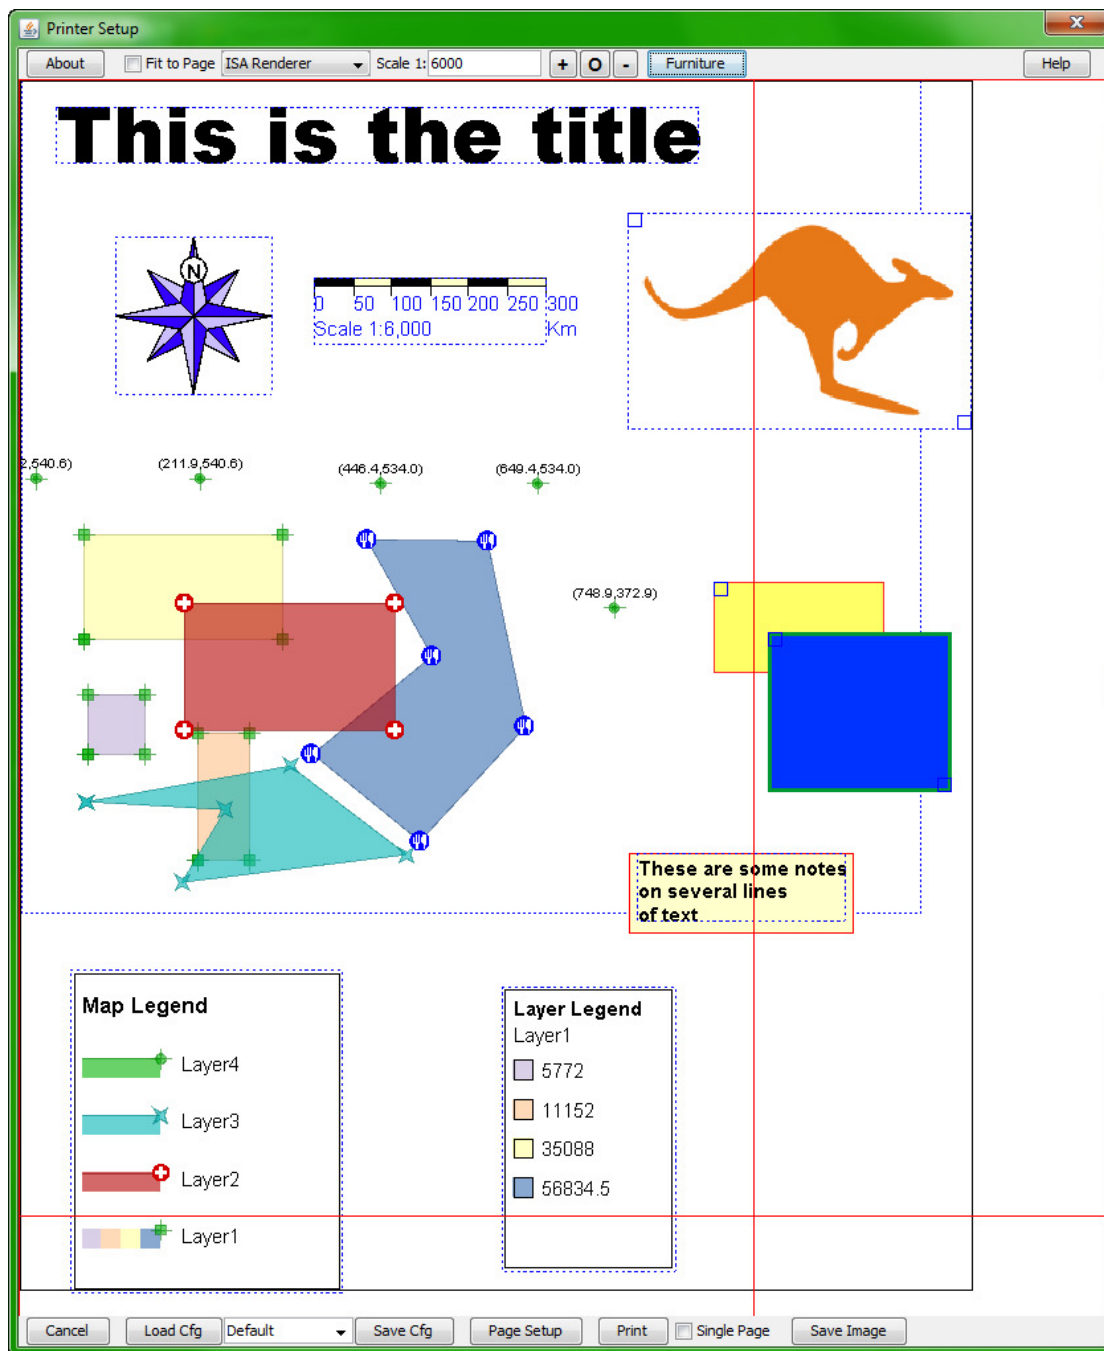 Printer Setup
About Fit to Page ISA Renderer Scale 1: 6000 + O - Furniture Help
This is the title
N
0 50 100 150 200 250 300
Scale 1:6,000 Km
2,540.6) (211.9,540.6) (446.4,534.0) (649.4,534.0)
(748.9,372.9)
These are some notes
on several lines
of text
Map Legend
Layer4
Layer3
Layer2
Layer1
Layer Legend
Layer1
5772
11152
35088
56834.5
Cancel Load Cfg Default Save Cfg Page Setup Print Single Page Save Image